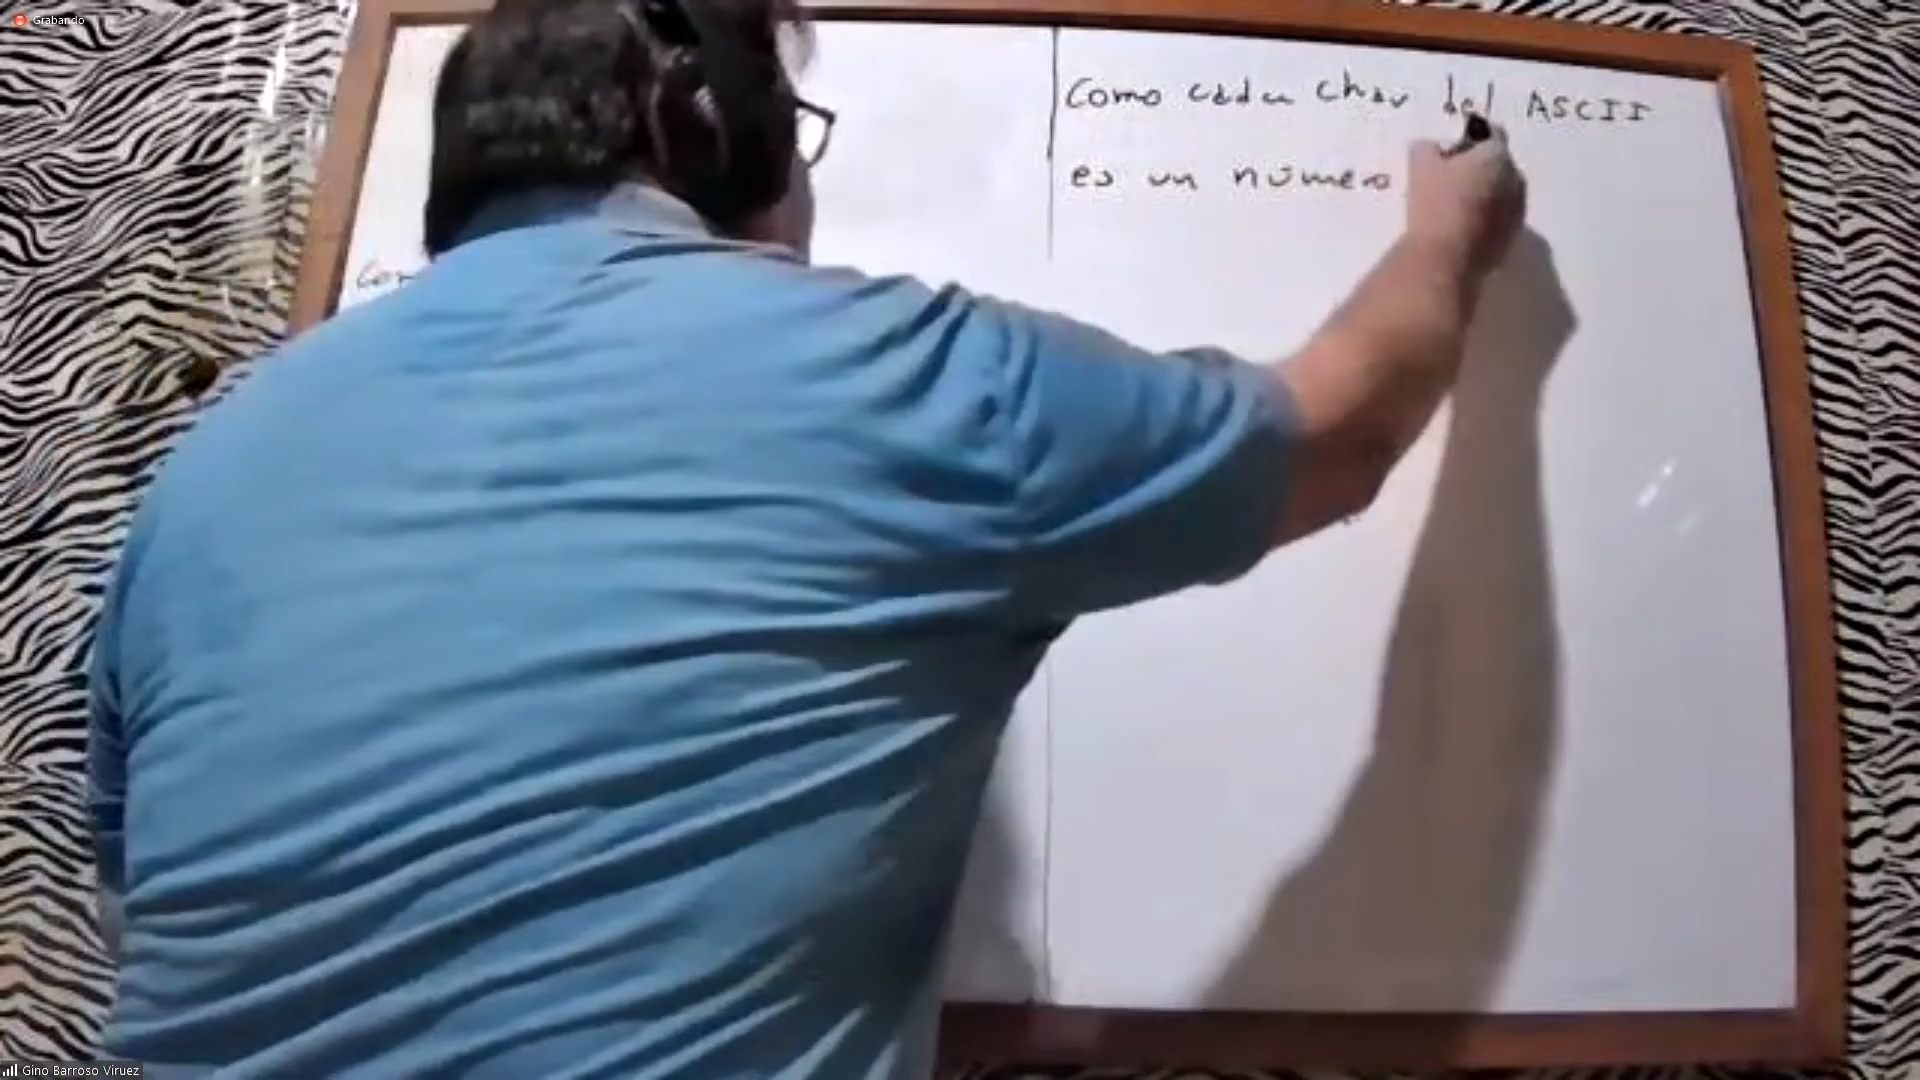 Grabando
Como cada char del ASCII
es un número
Gino Barroso Viruez